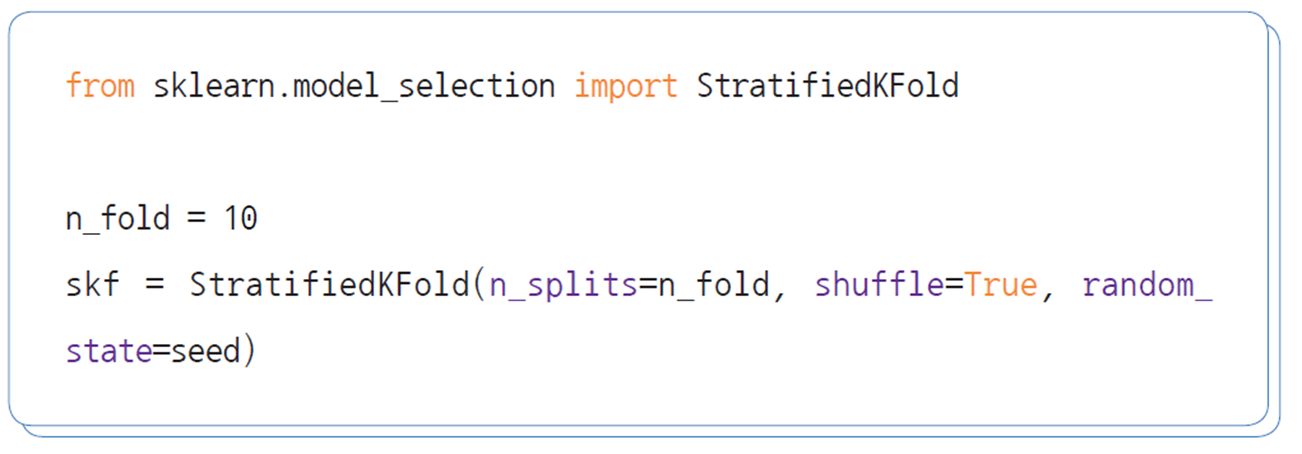 from sklearn.model_selection import StratifiedKFold
n_fold = 10
skf = StratifiedKFold(n_splits=n_fold, shuffle=True, random_
state=seed)